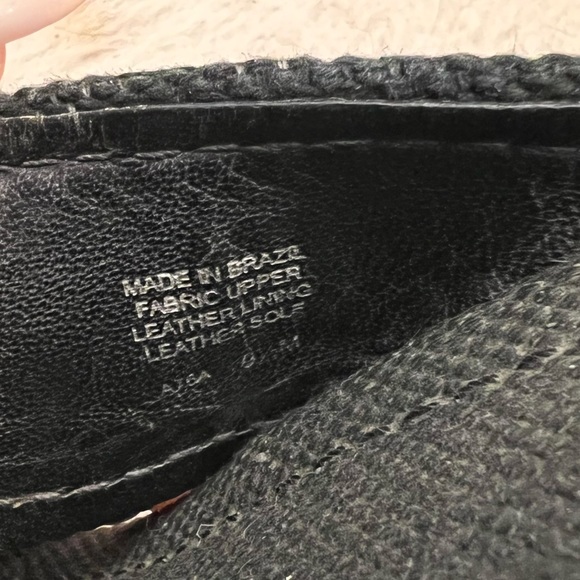 MADE IN BRAZIL
FABRIC UPPER
LEATHER LINING
LEATHER SOLE